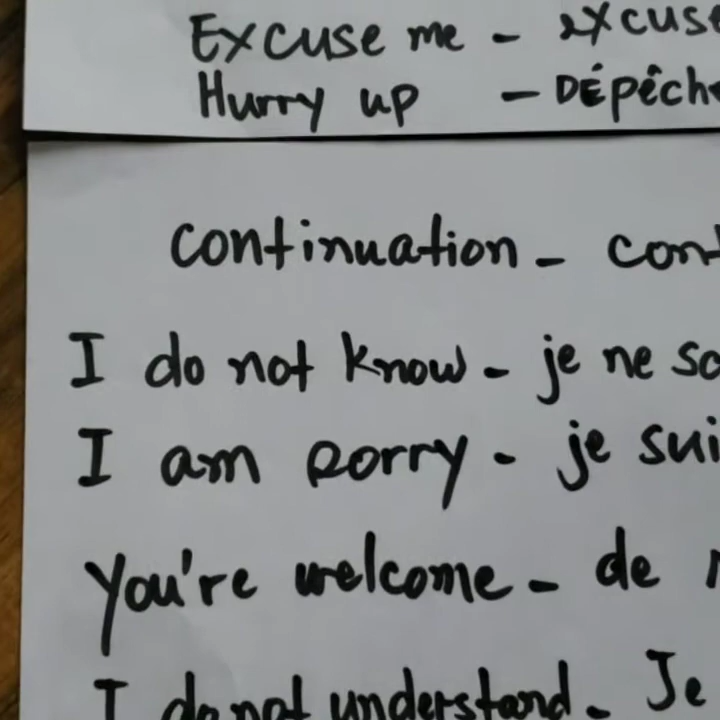 Excuse me - excuse
Hurry up - Dépêch
continuation - cont
I do not know - je ne sa
I am sorry - je sui
You're welcome - de r
I do not understand - Je